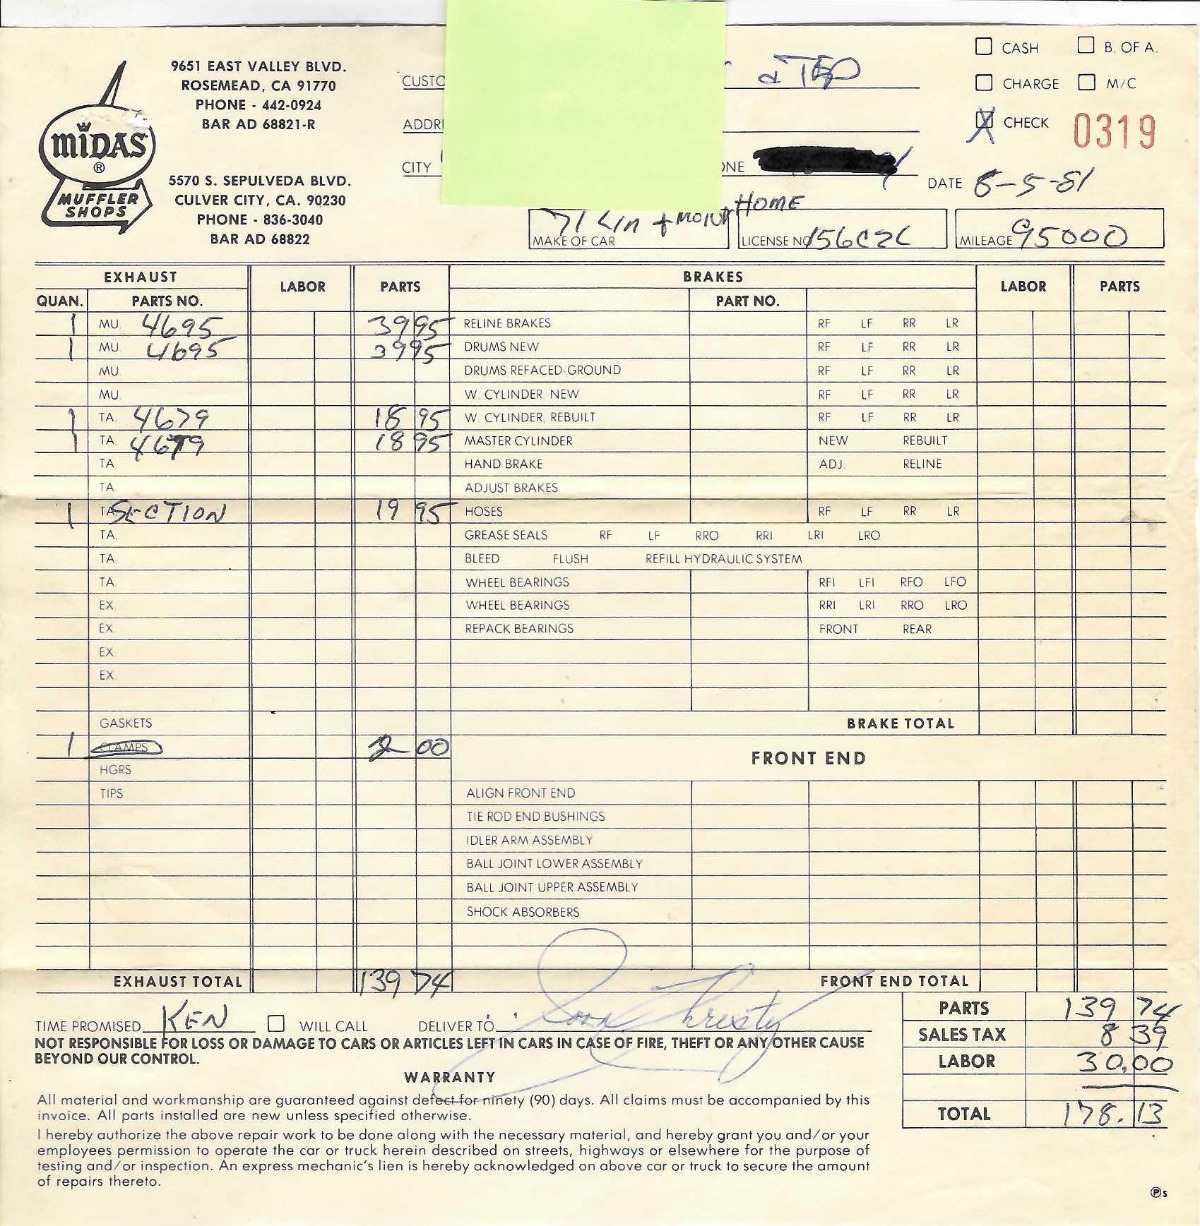 9651 EAST VALLEY BLVD.
ROSEMEAD, CA 91770
PHONE - 442-0924
BAR AD 68821-R
MIDAS
®
MUFFLER
SHOPS
5570 S. SEPULVEDA BLVD.
CULVER CITY, CA. 90230
PHONE - 836-3040
BAR AD 68822
CUSTO
ADDRE
CITY
ONE
CASH B. OF A.
CHARGE M/C
X CHECK 0319
DATE 8-5-81
HOME
MAKE OF CAR 71
LICENSE NO 156C2C
MILEAGE 95000
EXHAUST LABOR PARTS BRAKES LABOR PARTS
QUAN. PARTS NO. PART NO.
1 MU. 4695 39 95 RELINE BRAKES RF LF RR LR
1 MU. 4695 39 95 DRUMS NEW RF LF RR LR
MU. DRUMS REFACED-GROUND RF LF RR LR
MU. W. CYLINDER NEW RF LF RR LR
1 TA. 4679 18 95 W. CYLINDER, REBUILT RF LF RR LR
1 TA. 4679 18 95 MASTER CYLINDER NEW REBUILT
TA. HAND BRAKE ADJ. RELINE
TA. ADJUST BRAKES
1 TA. SECTION 19 95 HOSES RF LF RR LR
TA. GREASE SEALS RF LF RRO RRI LRI LRO
TA. BLEED FLUSH REFILL HYDRAULIC SYSTEM
TA. WHEEL BEARINGS RFI LFI RFO LFO
EX. WHEEL BEARINGS RRI LRI RRO LRO
EX. REPACK BEARINGS FRONT REAR
EX.
EX.
GASKETS BRAKE TOTAL
1 CLAMPS 2 00
FRONT END
HGRS
TIPS ALIGN FRONT END
TIE ROD END BUSHINGS
IDLER ARM ASSEMBLY
BALL JOINT LOWER ASSEMBLY
BALL JOINT UPPER ASSEMBLY
SHOCK ABSORBERS
EXHAUST TOTAL 139 74 FRONT END TOTAL
TIME PROMISED KEN WILL CALL DELIVER TO
PARTS 139 74
SALES TAX 8 39
LABOR 30.00
TOTAL 178.13
NOT RESPONSIBLE FOR LOSS OR DAMAGE TO CARS OR ARTICLES LEFT IN CARS IN CASE OF FIRE, THEFT OR ANY OTHER CAUSE
BEYOND OUR CONTROL.
WARRANTY
All material and workmanship are guaranteed against defect for ninety (90) days. All claims must be accompanied by this
invoice. All parts installed are new unless specified otherwise.
I hereby authorize the above repair work to be done along with the necessary material, and hereby grant you and/or your
employees permission to operate the car or truck herein described on streets, highways or elsewhere for the purpose of
testing and/or inspection. An express mechanic's lien is hereby acknowledged on above car or truck to secure the amount
of repairs thereto.